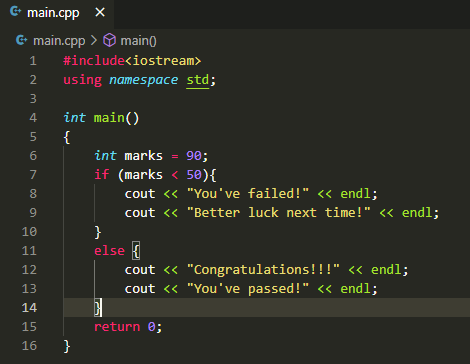 main.cpp ×
main.cpp > main()
1 #include<iostream>
2 using namespace std;
3
4 int main()
5 {
6     int marks = 90;
7     if (marks < 50){
8         cout << "You've failed!" << endl;
9         cout << "Better luck next time!" << endl;
10     }
11     else {
12         cout << "Congratulations!!!" << endl;
13         cout << "You've passed!" << endl;
14     }
15     return 0;
16 }